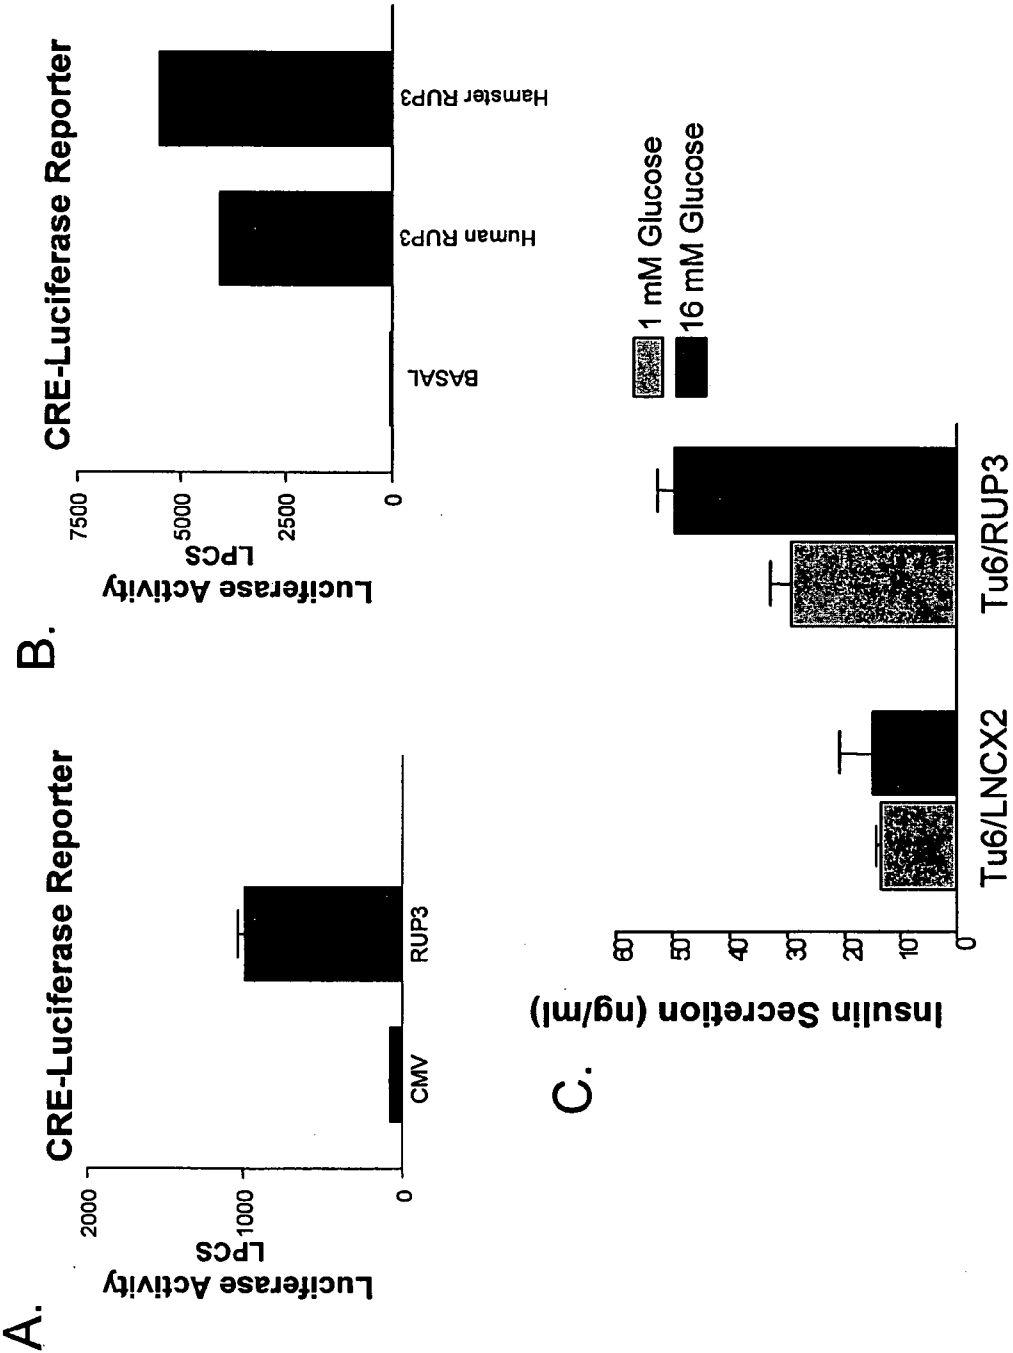 A.
CRE-Luciferase Reporter
Luciferase Activity
LPCS
2000
1000
0
CMV
RUP3
B.
CRE-Luciferase Reporter
Luciferase Activity
LPCS
7500
5000
2500
0
BASAL
Human RUP3
Hamster RUP3
C.
Insulin Secretion (ng/ml)
60
50
40
30
20
10
0
Tu6/LNCX2
Tu6/RUP3
1 mM Glucose
16 mM Glucose